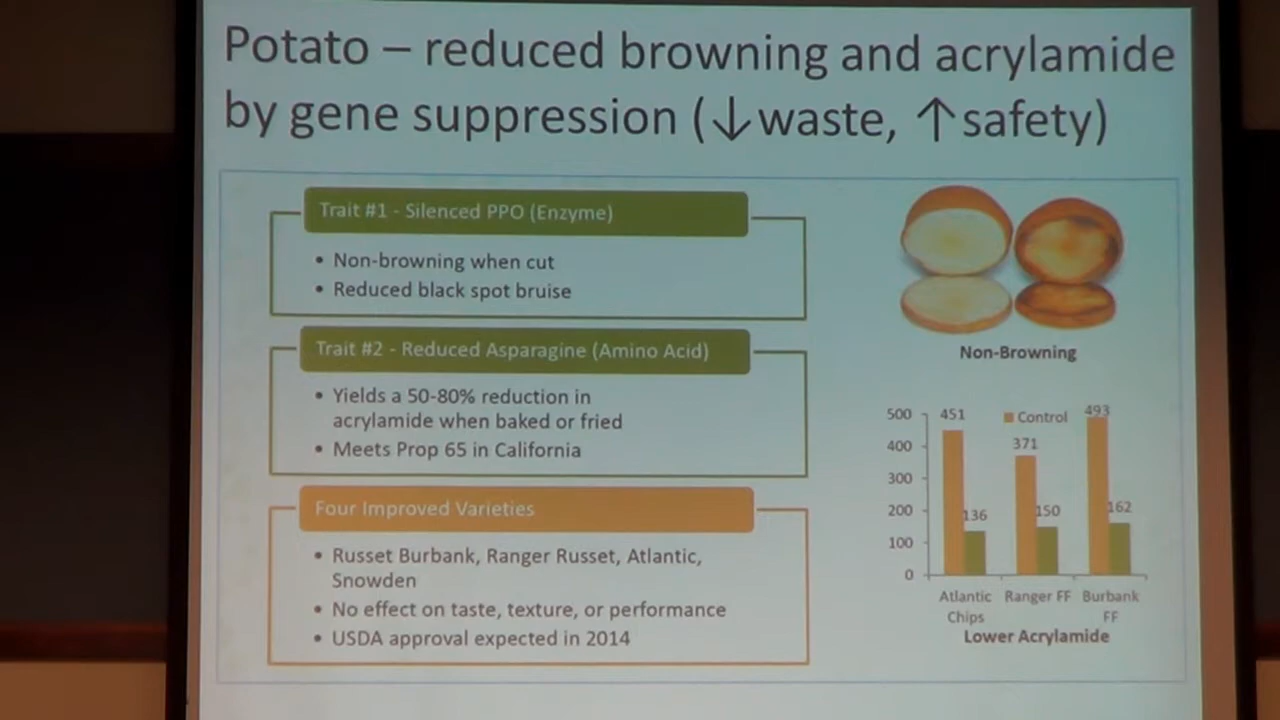 Potato – reduced browning and acrylamide
by gene suppression (↓waste, ↑safety)
Trait #1 - Silenced PPO (Enzyme)
• Non-browning when cut
• Reduced black spot bruise
Trait #2 - Reduced Asparagine (Amino Acid)
• Yields a 50-80% reduction in
acrylamide when baked or fried
• Meets Prop 65 in California
Four Improved Varieties
• Russet Burbank, Ranger Russet, Atlantic,
Snowden
• No effect on taste, texture, or performance
• USDA approval expected in 2014
Non-Browning
500
400
300
200
100
0
451
Control
371
493
136
150
162
Atlantic
Chips
Ranger FF
Burbank
FF
Lower Acrylamide